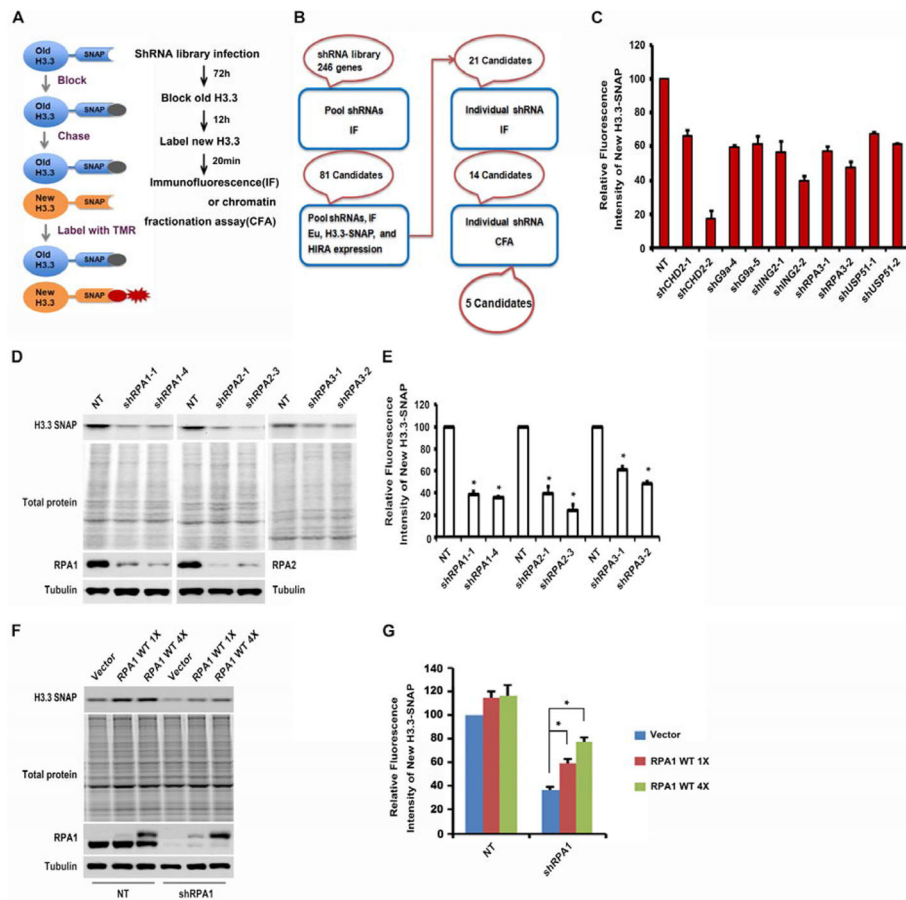 A
Old
H3.3
SNAP
Block
Old
H3.3
SNAP
Chase
Old
H3.3
SNAP
New
H3.3
SNAP
Label with TMR
Old
H3.3
SNAP
New
H3.3
SNAP
ShRNA library infection
72h
Block old H3.3
12h
Label new H3.3
20min
Immunofluorescence(IF)
or chromatin
fractionation assay(CFA)
B
shRNA library
246 genes
Pool shRNAs
IF
81 Candidates
Pool shRNAs, IF
Eu, H3.3-SNAP, and
HIRA expression
21 Candidates
Individual shRNA
IF
14 Candidates
Individual shRNA
CFA
5 Candidates
C
Relative Fluorescence
Intensity of New H3.3-SNAP
120
100
80
60
40
20
0
NT
shCHD2-1
shCHD2-2
shG9a-4
shG9a-5
shING2-1
shING2-2
shRPA3-1
shRPA3-2
shUSP51-1
shUSP51-2
D
NT
shRPA1-1
shRPA1-4
NT
shRPA2-1
shRPA2-3
NT
shRPA3-1
shRPA3-2
H3.3 SNAP
Total protein
RPA1
RPA2
Tubulin
Tubulin
E
Relative Fluorescence
Intensity of New H3.3-SNAP
120
100
80
60
40
20
0
* * * * * *
NT
shRPA1-1
shRPA1-4
NT
shRPA2-1
shRPA2-3
NT
shRPA3-1
shRPA3-2
F
Vector
RPA1 WT 1X
RPA1 WT 4X
Vector
RPA1 WT 1X
RPA1 WT 4X
H3.3 SNAP
Total protein
RPA1
Tubulin
NT
shRPA1
G
Relative Fluorescence
Intensity of New H3.3-SNAP
140
120
100
80
60
40
20
0
*
*
NT
shRPA1
Vector
RPA1 WT 1X
RPA1 WT 4X